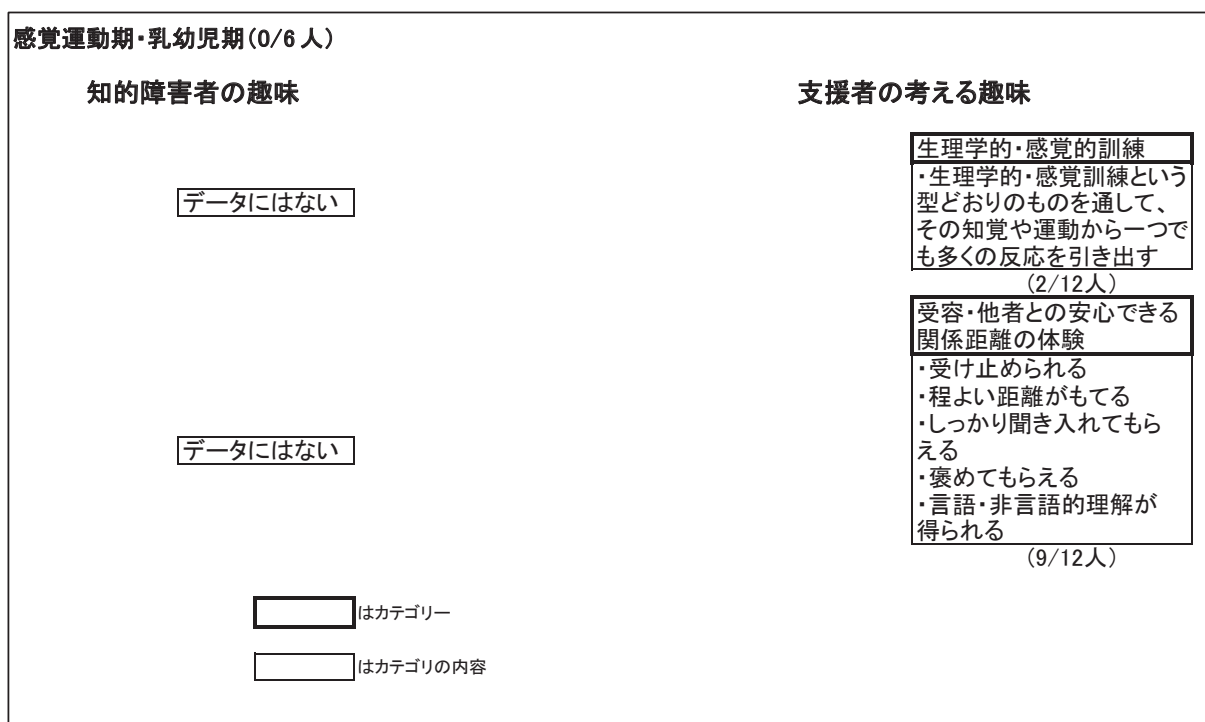 感覚運動期・乳幼児期(0/6人)
知的障害者の趣味
支援者の考える趣味
データにはない
生理学的・感覚的訓練
・生理学的・感覚訓練という
型どおりのものを通して、
その知覚や運動から一つで
も多くの反応を引き出す
(2/12人)
データにはない
受容・他者との安心できる
関係距離の体験
・受け止められる
・程よい距離がもてる
・しっかり聞き入れてもら
える
・褒めてもらえる
・言語・非言語的理解が
得られる
(9/12人)
はカテゴリー
はカテゴリの内容